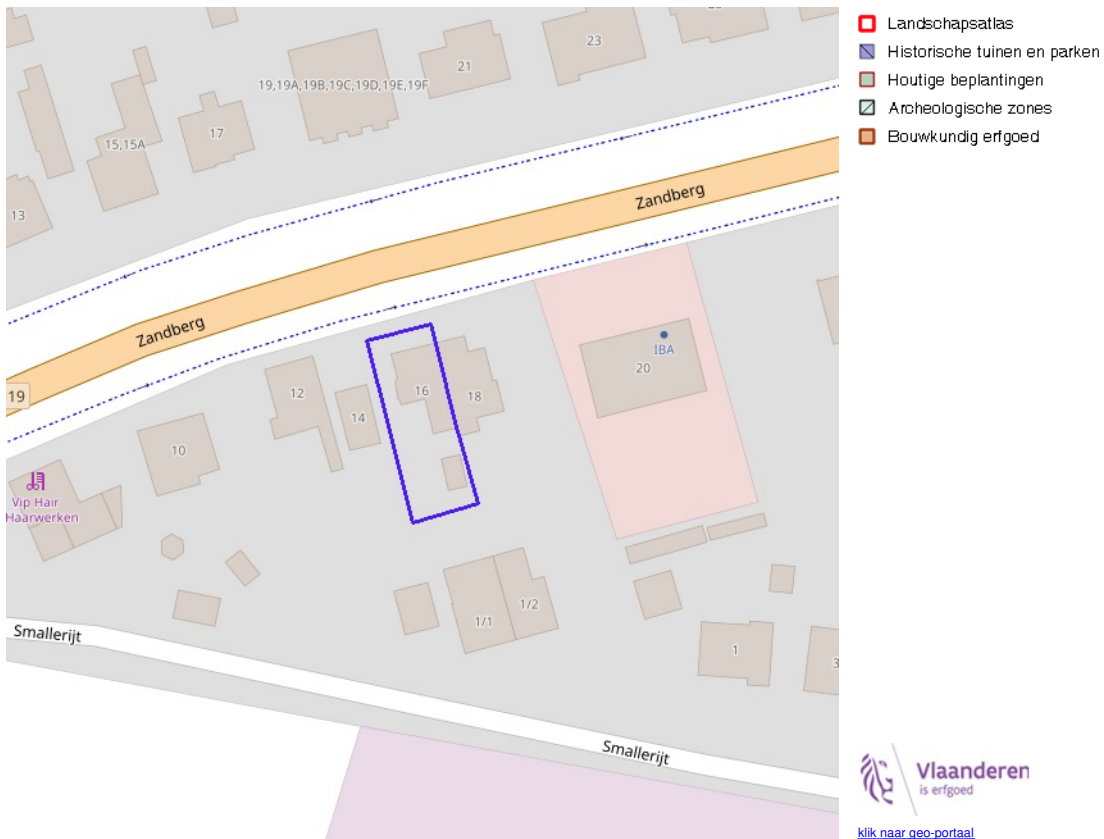 23
21
19,19A,19B,19C,19D,19E,19F
17
15,15A
13
Zandberg
Zandberg
19
IBA
20
16
18
12
14
10
Vip Hair
Haarwerken
1/2
1/1
1
3
Smallerijt
Smallerijt
Landschapsatlas
Historische tuinen en parken
Houtige beplantingen
Archeologische zones
Bouwkundig erfgoed
Vlaanderen
is erfgoed
klik naar geo-portaal